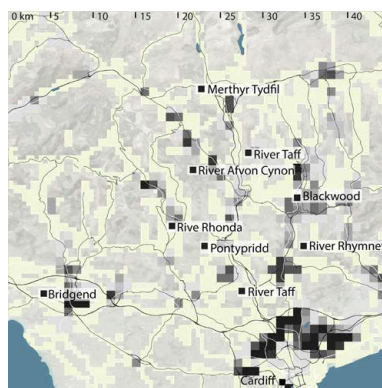 0 km 5 10 15 20 25 30 35 40
Merthyr Tydfil
River Taff
River Afvon Cynon
Blackwood
Rive Rhonda
Pontypridd
River Rhymney
River Taff
Bridgend
Cardiff